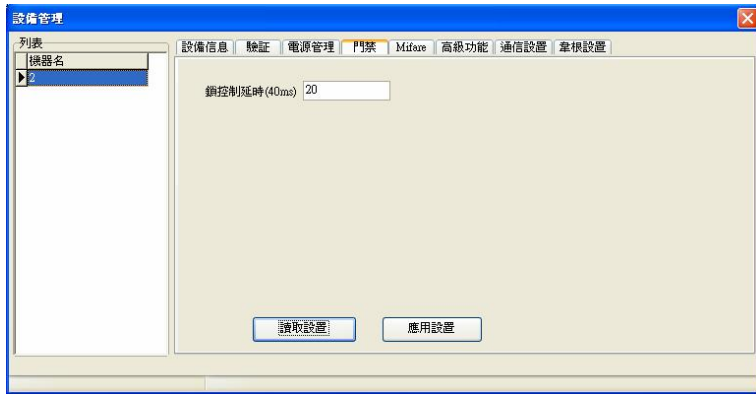 設備管理
列表
機器名
2
設備信息 驗証 電源管理 門禁 Mifare 高級功能 通信設置 韋根設置
鎖控制延時(40ms) 20
讀取設置 應用設置